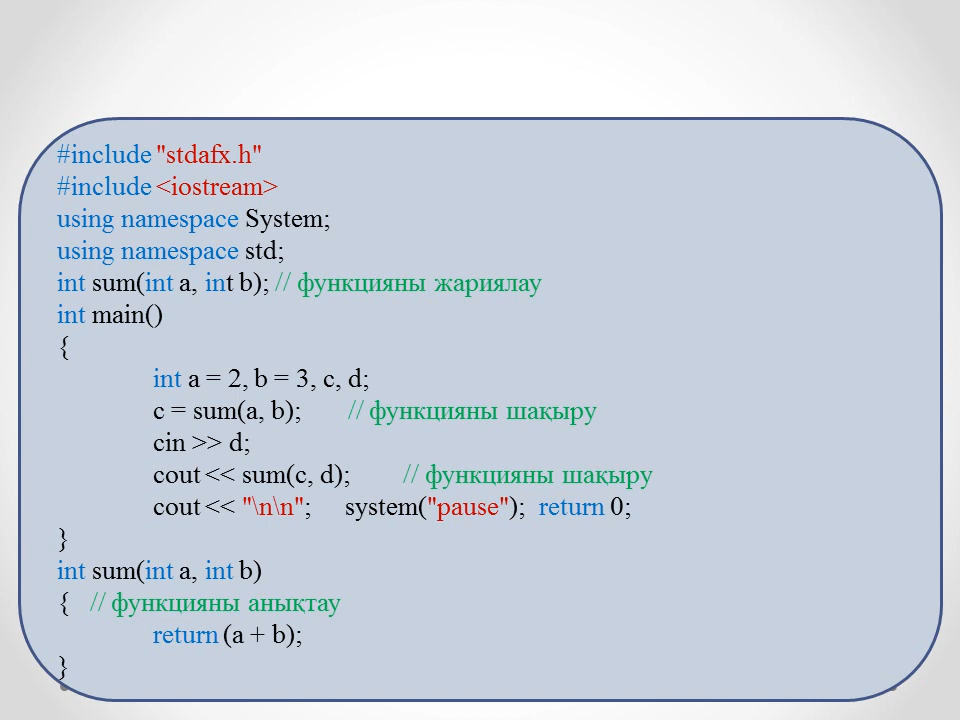 #include "stdafx.h"
#include <iostream>
using namespace System;
using namespace std;
int sum(int a, int b); // функцияны жариялау
int main()
{
int a = 2, b = 3, c, d;
c = sum(a, b); // функцияны шақыру
cin >> d;
cout << sum(c, d); // функцияны шақыру
cout << "\n\n"; system("pause"); return 0;
}
int sum(int a, int b)
{ // функцияны анықтау
return (a + b);
}